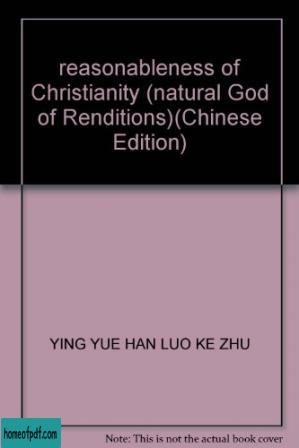 reasonableness of
Christianity (natural God
of Renditions)(Chinese
Edition)
YING YUE HAN LUO KE ZHU
homeofpdf.com
Note: This is not the actual book cover